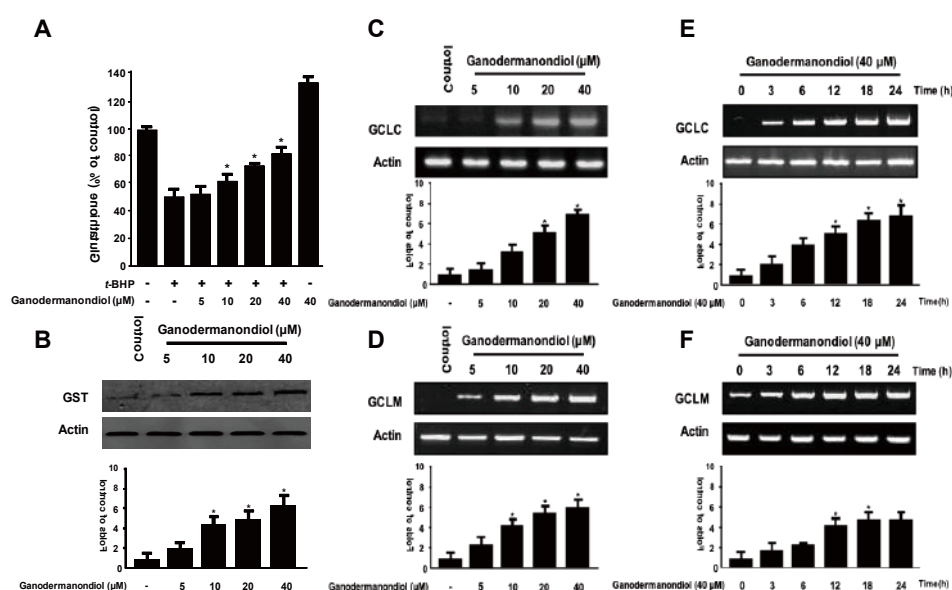 A
Glutathione (% of control)
140
120
100
80
60
50
40
20
0
t-BHP - + + + + + -
Ganodermanondiol (μM) - - 5 10 20 40 40
B
Control
Ganodermanondiol (μM)
5 10 20 40
GST
Actin
Folds of control
10
8
6
4
2
0
* * *
Ganodermanondiol (μM) - 5 10 20 40
C
Control
Ganodermanondiol (μM)
5 10 20 40
GCLC
Actin
Folds of control
10
8
6
4
2
0
* *
Ganodermanondiol (μM) - 5 10 20 40
D
Control
Ganodermanondiol (μM)
5 10 20 40
GCLM
Actin
Folds of control
10
8
6
4
2
0
* * *
Ganodermanondiol (μM) - 5 10 20 40
E
Ganodermanondiol (40 μM)
0 3 6 12 18 24 Time (h)
GCLC
Actin
Folds of control
10
8
6
4
2
0
* * *
Ganodermanondiol (40 μM) 0 3 6 12 18 24 Time(h)
F
Ganodermanondiol (40 μM)
0 3 6 12 18 24 Time (h)
GCLM
Actin
Folds of control
10
8
6
4
2
0
* *
Ganodermanondiol (40 μM) 0 3 6 12 18 24 Time(h)